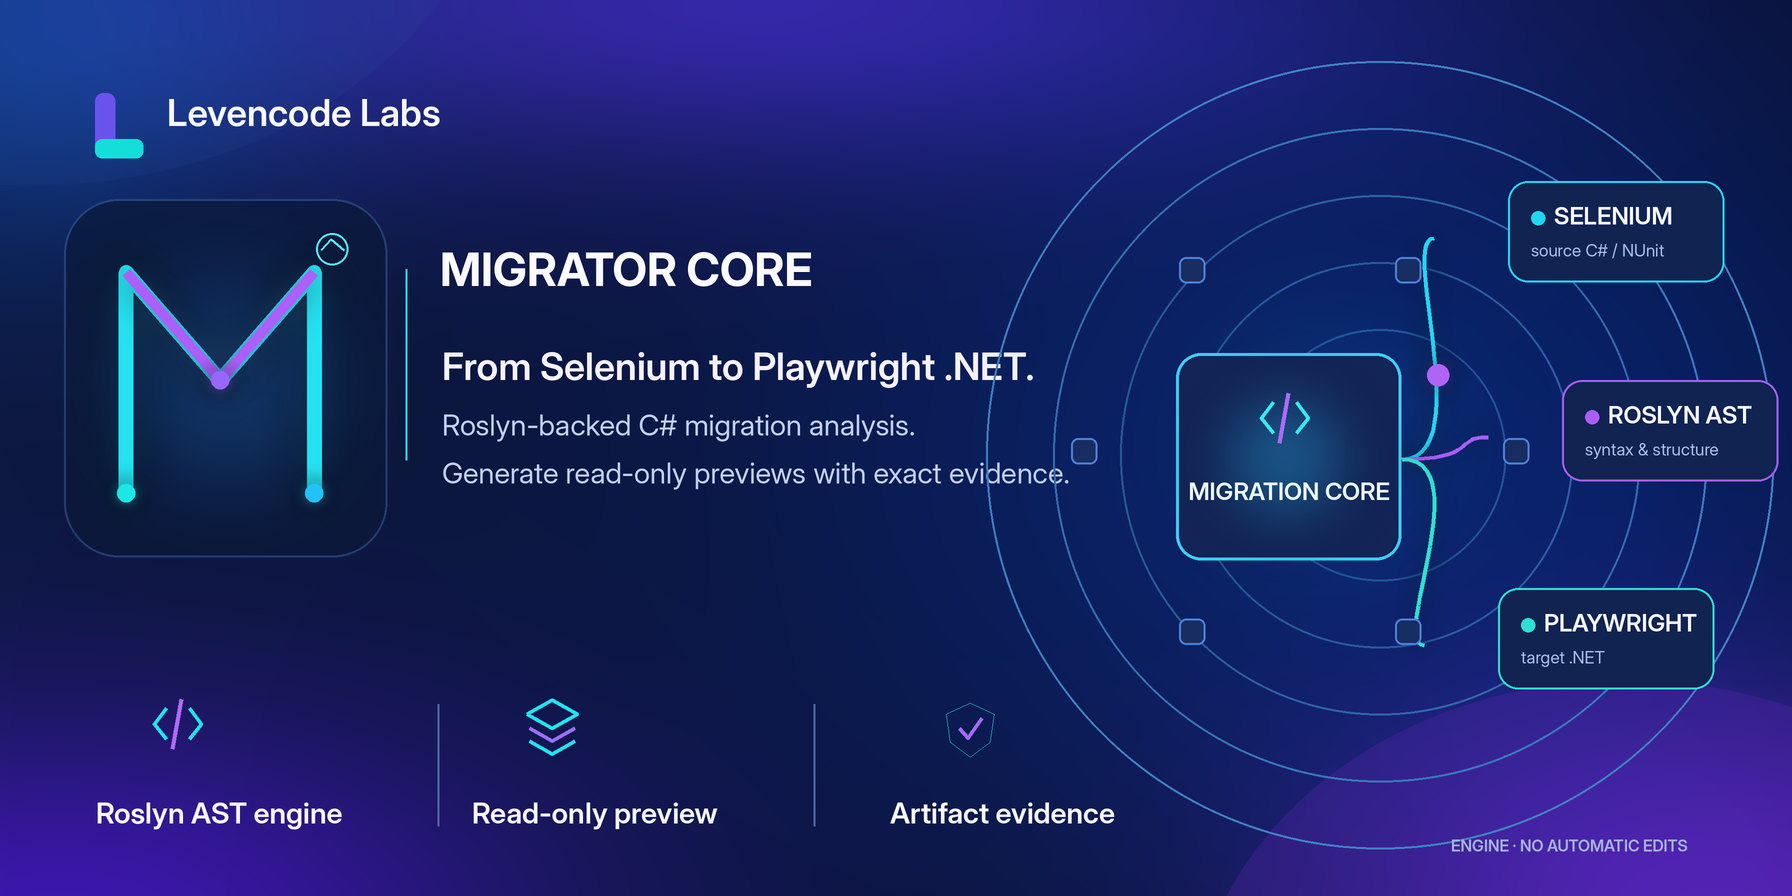 Levencode Labs
MIGRATOR CORE
From Selenium to Playwright .NET.
Roslyn-backed C# migration analysis.
Generate read-only previews with exact evidence.
SELENIUM
source C# / NUnit
ROSLYN AST
syntax & structure
MIGRATION CORE
PLAYWRIGHT
target .NET
Roslyn AST engine
Read-only preview
Artifact evidence
ENGINE · NO AUTOMATIC EDITS